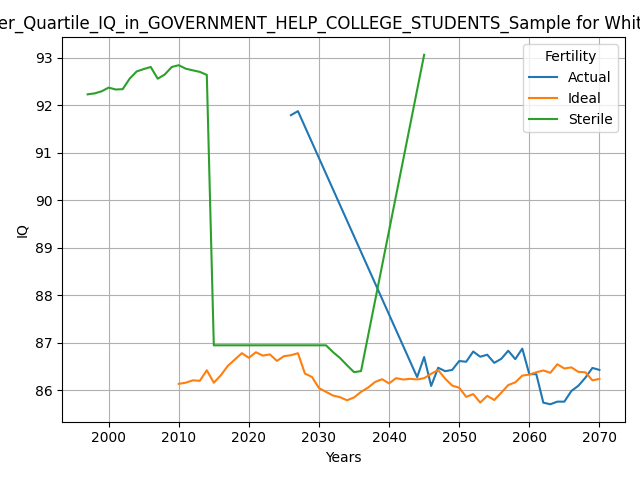 er_Quartile_IQ_in_GOVERNMENT_HELP_COLLEGE_STUDENTS_Sample for Whit
Fertility
Actual
Ideal
Sterile
IQ
93
92
91
90
89
88
87
86
2000 2010 2020 2030 2040 2050 2060 2070
Years